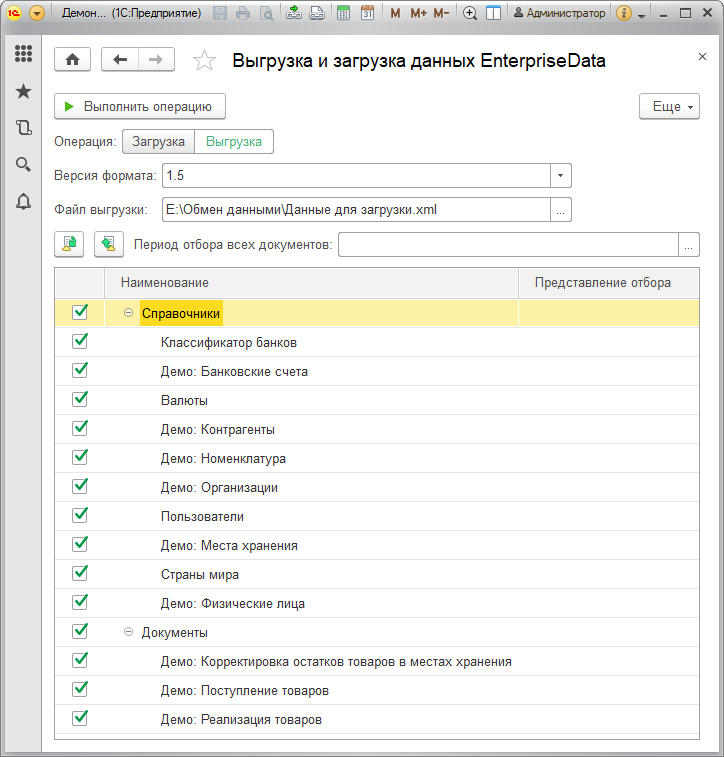 Демон... (1С:Предприятие) 31 M M+ M- Администратор
Выгрузка и загрузка данных EnterpriseData
Выполнить операцию Еще
Операция: Загрузка Выгрузка
Версия формата: 1.5
Файл выгрузки: E:\Обмен данными\Данные для загрузки.xml ...
Период отбора всех документов: ...
Наименование Представление отбора
Справочники
Классификатор банков
Демо: Банковские счета
Валюты
Демо: Контрагенты
Демо: Номенклатура
Демо: Организации
Пользователи
Демо: Места хранения
Страны мира
Демо: Физические лица
Документы
Демо: Корректировка остатков товаров в местах хранения
Демо: Поступление товаров
Демо: Реализация товаров